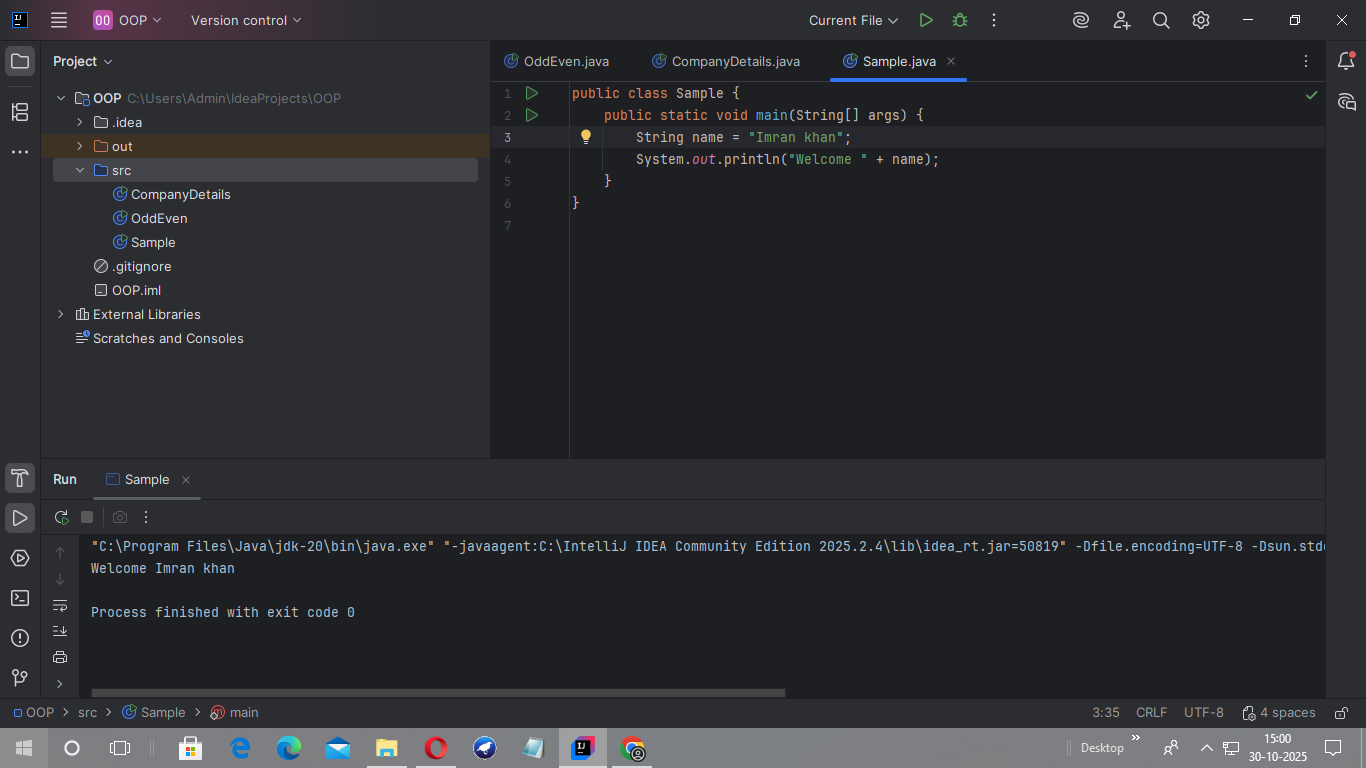 OO OOP Version control Current File
Project
OddEven.java CompanyDetails.java Sample.java
OOP C:\Users\Admin\IdeaProjects\OOP
.idea
out
src
CompanyDetails
OddEven
Sample
.gitignore
OOP.iml
External Libraries
Scratches and Consoles
1 public class Sample {
2 public static void main(String[] args) {
3 String name = "Imran khan";
4 System.out.println("Welcome " + name);
5 }
6 }
7
Run Sample
"C:\Program Files\Java\jdk-20\bin\java.exe" "-javaagent:C:\IntelliJ IDEA Community Edition 2025.2.4\lib\idea_rt.jar=50819" -Dfile.encoding=UTF-8 -Dsun.std
Welcome Imran khan
Process finished with exit code 0
OOP src Sample main 3:35 CRLF UTF-8 4 spaces
Desktop
15:00
30-10-2025